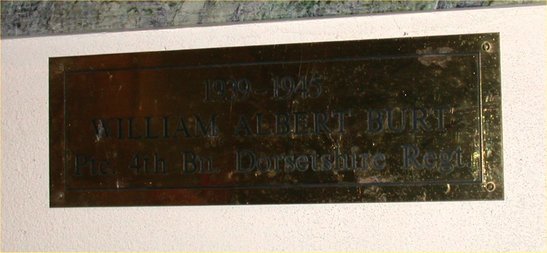 1939-1945
WILLIAM ALBERT BURT
Pte. 4th Bn. Dorsetshire Regt.